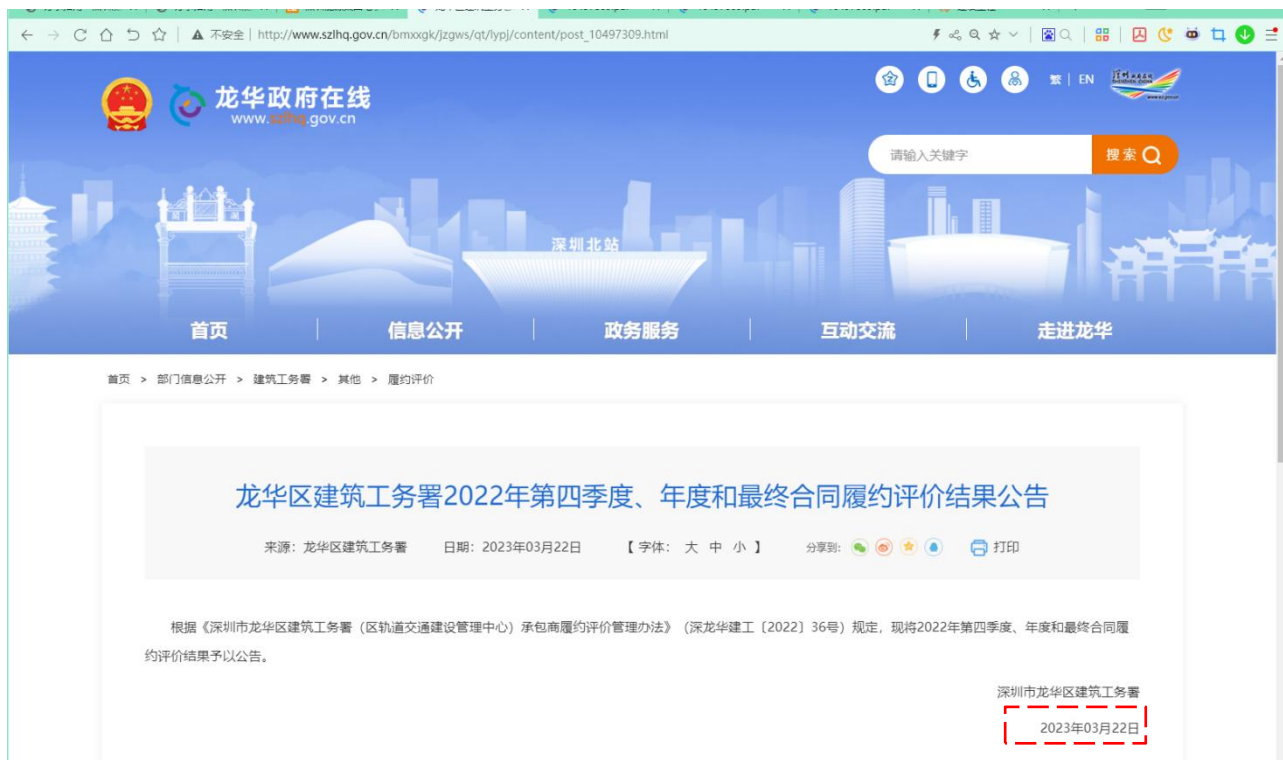 不安全 http://www.szlhq.gov.cn/bmxxgk/jzgws/qt/lypj/content/post_10497309.html
龙华政府在线
www.szlhq.gov.cn
繁 | EN
请输入关键字
搜索
深圳北站
首页 信息公开 政务服务 互动交流 走进龙华
首页 > 部门信息公开 > 建筑工务署 > 其他 > 履约评价
龙华区建筑工务署2022年第四季度、年度和最终合同履约评价结果公告
来源：龙华区建筑工务署 日期：2023年03月22日 【字体：大 中 小 】 分享到: 打印
根据《深圳市龙华区建筑工务署（区轨道交通建设管理中心）承包商履约评价管理办法》（深龙华建工〔2022〕36号）规定，现将2022年第四季度、年度和最终合同履
约评价结果予以公告。
深圳市龙华区建筑工务署
2023年03月22日